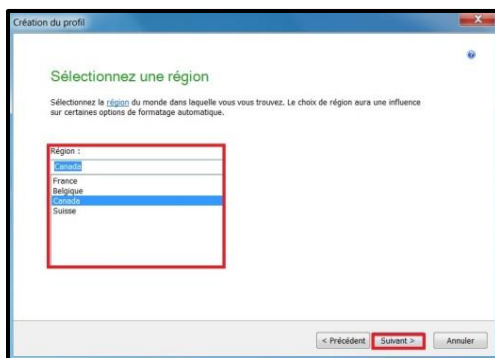 Création du profil
Sélectionnez une région
Sélectionnez la région du monde dans laquelle vous vous trouvez. Le choix de région aura une influence
sur certaines options de formatage automatique.
Région :
Canada
France
Belgique
Canada
Suisse
< Précédent Suivant > Annuler